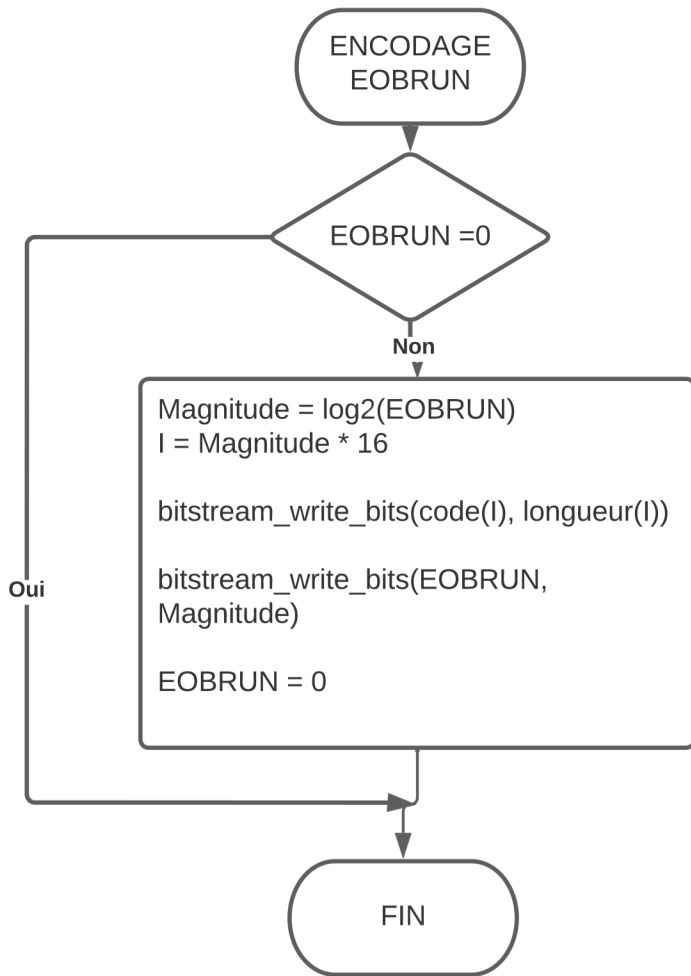 ENCODAGE
EOBRUN
EOBRUN =0
Non
Magnitude = log2(EOBRUN)
I = Magnitude * 16
bitstream_write_bits(code(I), longueur(I))
bitstream_write_bits(EOBRUN,
Magnitude)
Oui
EOBRUN = 0
FIN